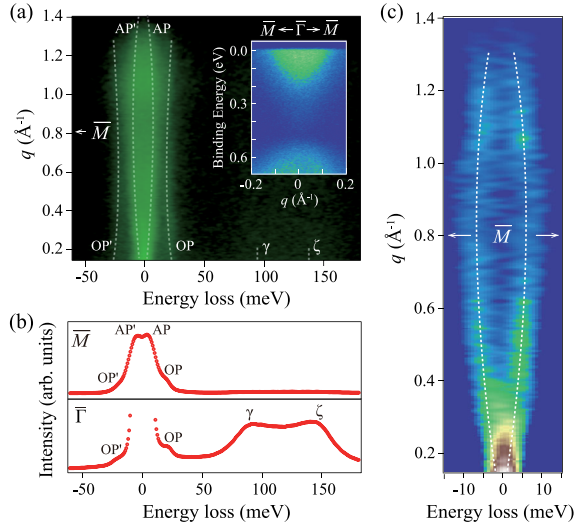 (a)
AP' AP
OP' OP
1.4
1.2
1.0
0.8
0.6
0.4
0.2
q (Å⁻¹)
M̅
OP' OP γ ζ
-50 0 50 100 150
Energy loss (meV)
M̅ ← Γ̅ → M̅
Binding Energy (eV)
0.0
0.3
0.6
-0.2 0 0.2
q (Å⁻¹)
(b)
Intensity (arb. units)
M̅
AP' AP
OP' OP
Γ̅
OP' OP γ ζ
-50 0 50 100 150
Energy loss (meV)
(c)
1.4
1.2
1.0
0.8
0.6
0.4
0.2
q (Å⁻¹)
← M̅ →
-10 0 10
Energy loss (meV)